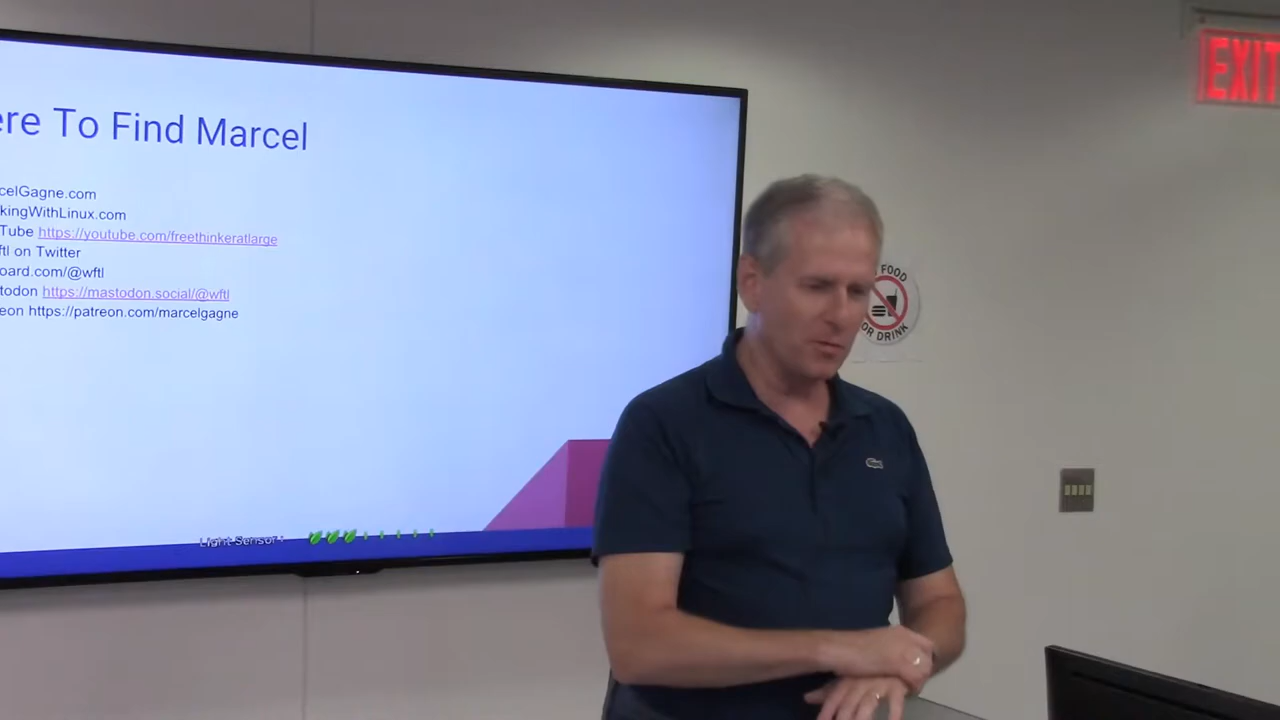 ere To Find Marcel
celGagne.com
kingWithLinux.com
Tube https://youtube.com/freethinkeratlarge
ftl on Twitter
oard.com/@wftl
todon https://mastodon.social/@wftl
eon https://patreon.com/marcelgagne
Light Sensor
EXIT
FOOD
OR DRINK